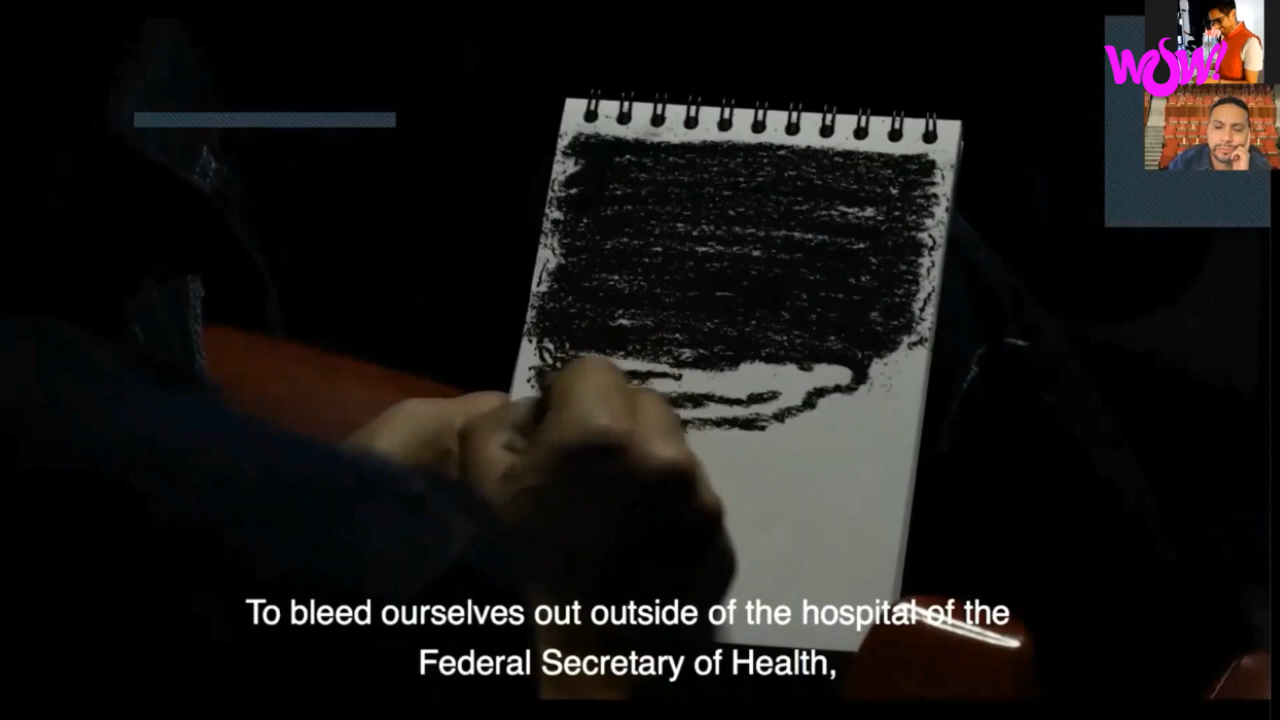 WOW!
To bleed ourselves out outside of the hospital of the
Federal Secretary of Health,